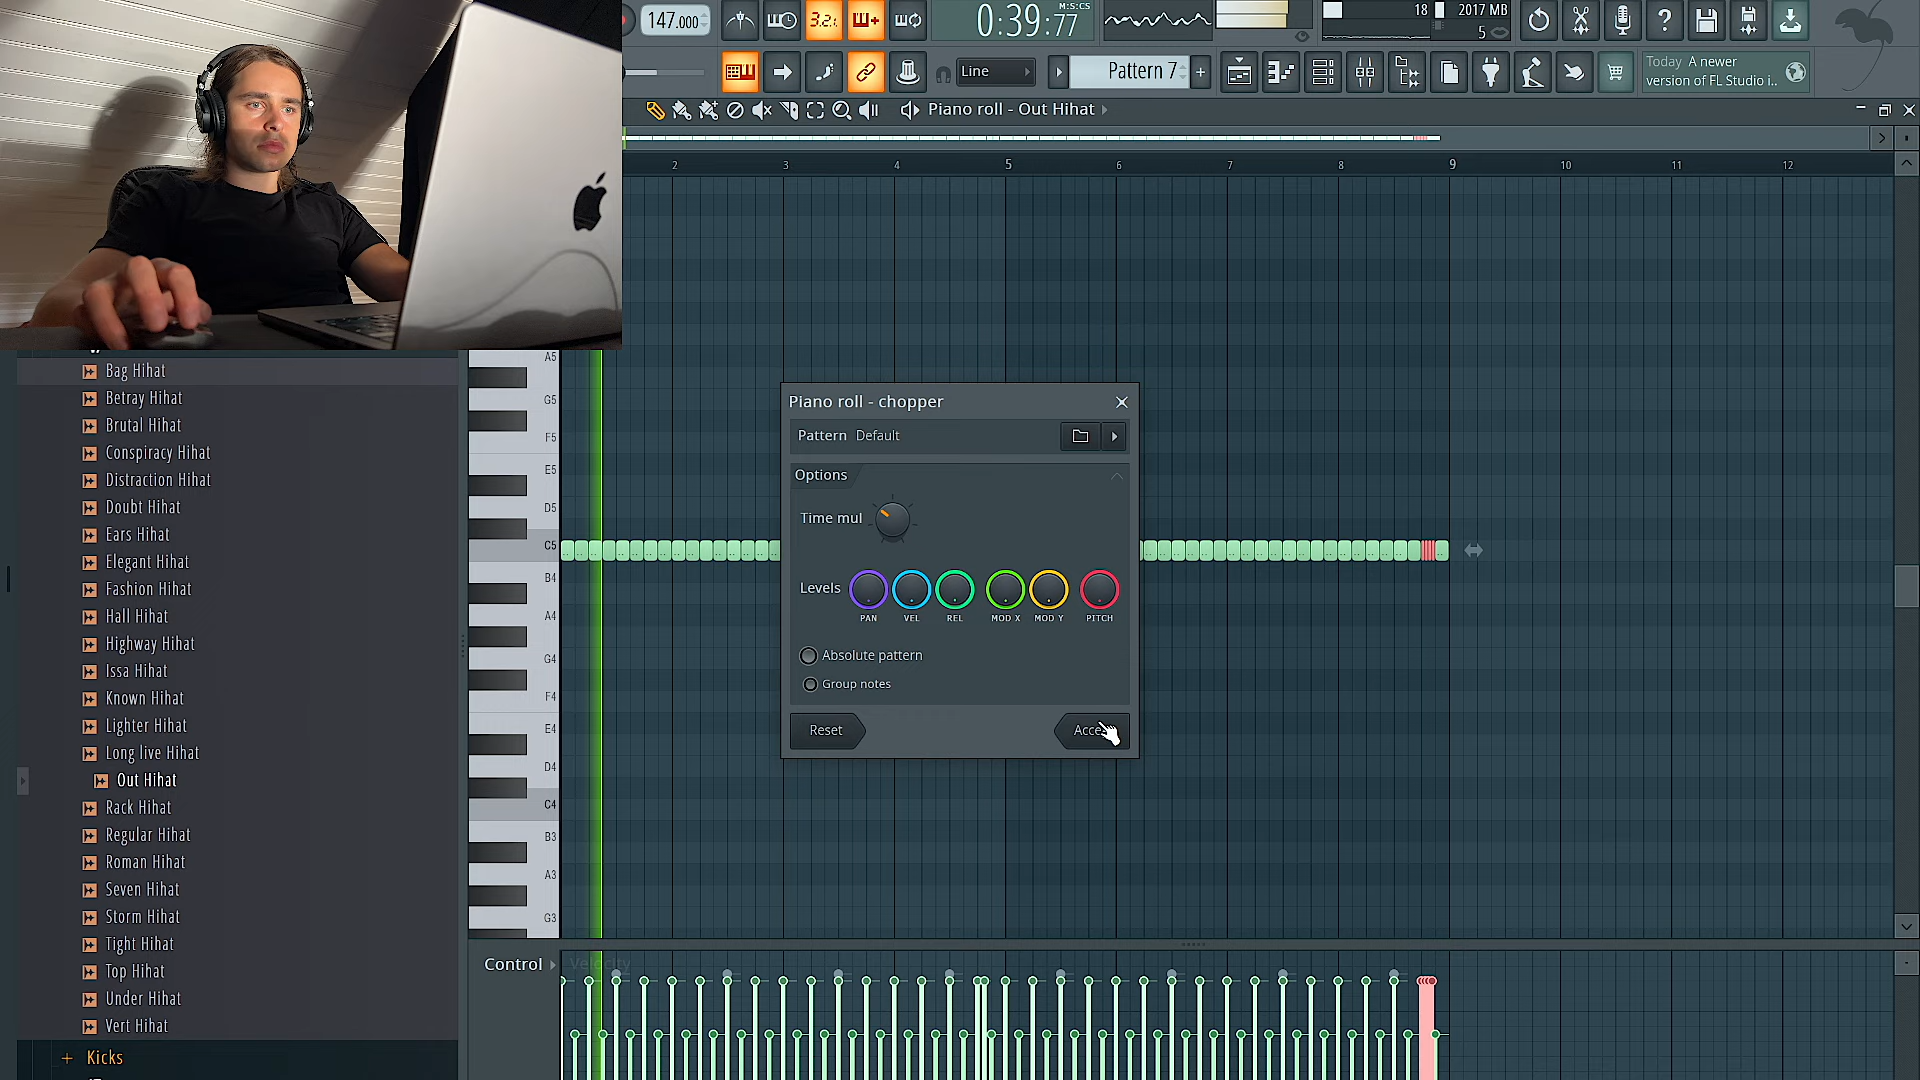 147.000
3.2.
0:39:77
M:S:CS
18
2017 MB
5
Line
Pattern 7
+
Today A newer
version of FL Studio i..
Piano roll - Out Hihat
2 3 4 5 6 7 8 9 10 11 12
Bag Hihat
Betray Hihat
Brutal Hihat
Conspiracy Hihat
Distraction Hihat
Doubt Hihat
Ears Hihat
Elegant Hihat
Fashion Hihat
Hall Hihat
Highway Hihat
Issa Hihat
Known Hihat
Lighter Hihat
Long live Hihat
Out Hihat
Rack Hihat
Regular Hihat
Roman Hihat
Seven Hihat
Storm Hihat
Tight Hihat
Top Hihat
Under Hihat
Vert Hihat
+ Kicks
A5
G5
F5
E5
D5
C5
B4
A4
G4
F4
E4
D4
C4
B3
A3
G3
Piano roll - chopper
Pattern Default
Options
Time mul
Levels
PAN VEL REL MOD X MOD Y PITCH
Absolute pattern
Group notes
Reset
Control
Velocity